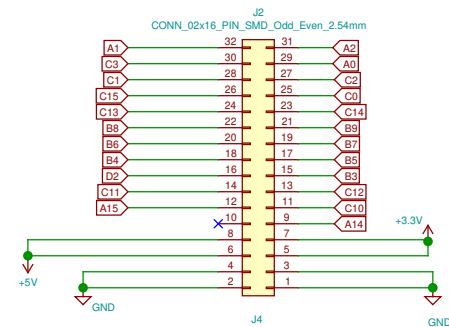 J2
CONN_02x16_PIN_SMD_Odd_Even_2.54mm
A1 32 31 A2
C3 30 29 A0
C1 28 27 C2
C15 26 25 C0
C13 24 23 C14
B8 22 21 B9
B6 20 19 B7
B4 18 17 B5
D2 16 15 B3
C11 14 13 C12
A15 12 11 C10
10 9 A14
+3.3V
8 7
6 5
+5V
4 3
2 1
GND
GND
J4